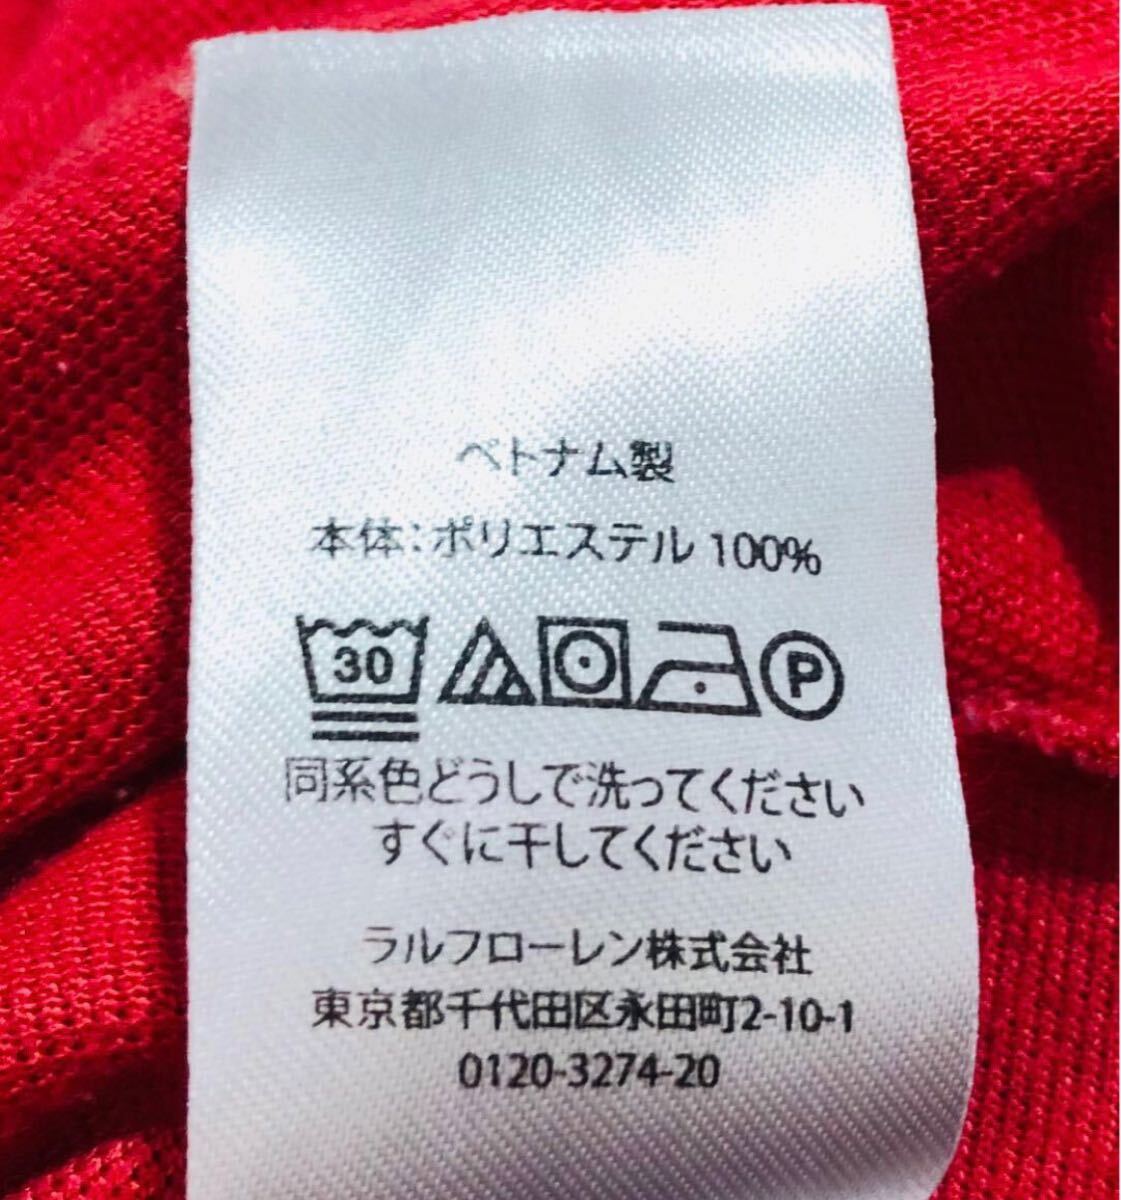 ベトナム製
本体:ポリエステル 100%
30 P
同系色どうしで洗ってください
すぐに干してください
ラルフローレン株式会社
東京都千代田区永田町2-10-1
0120-3274-20